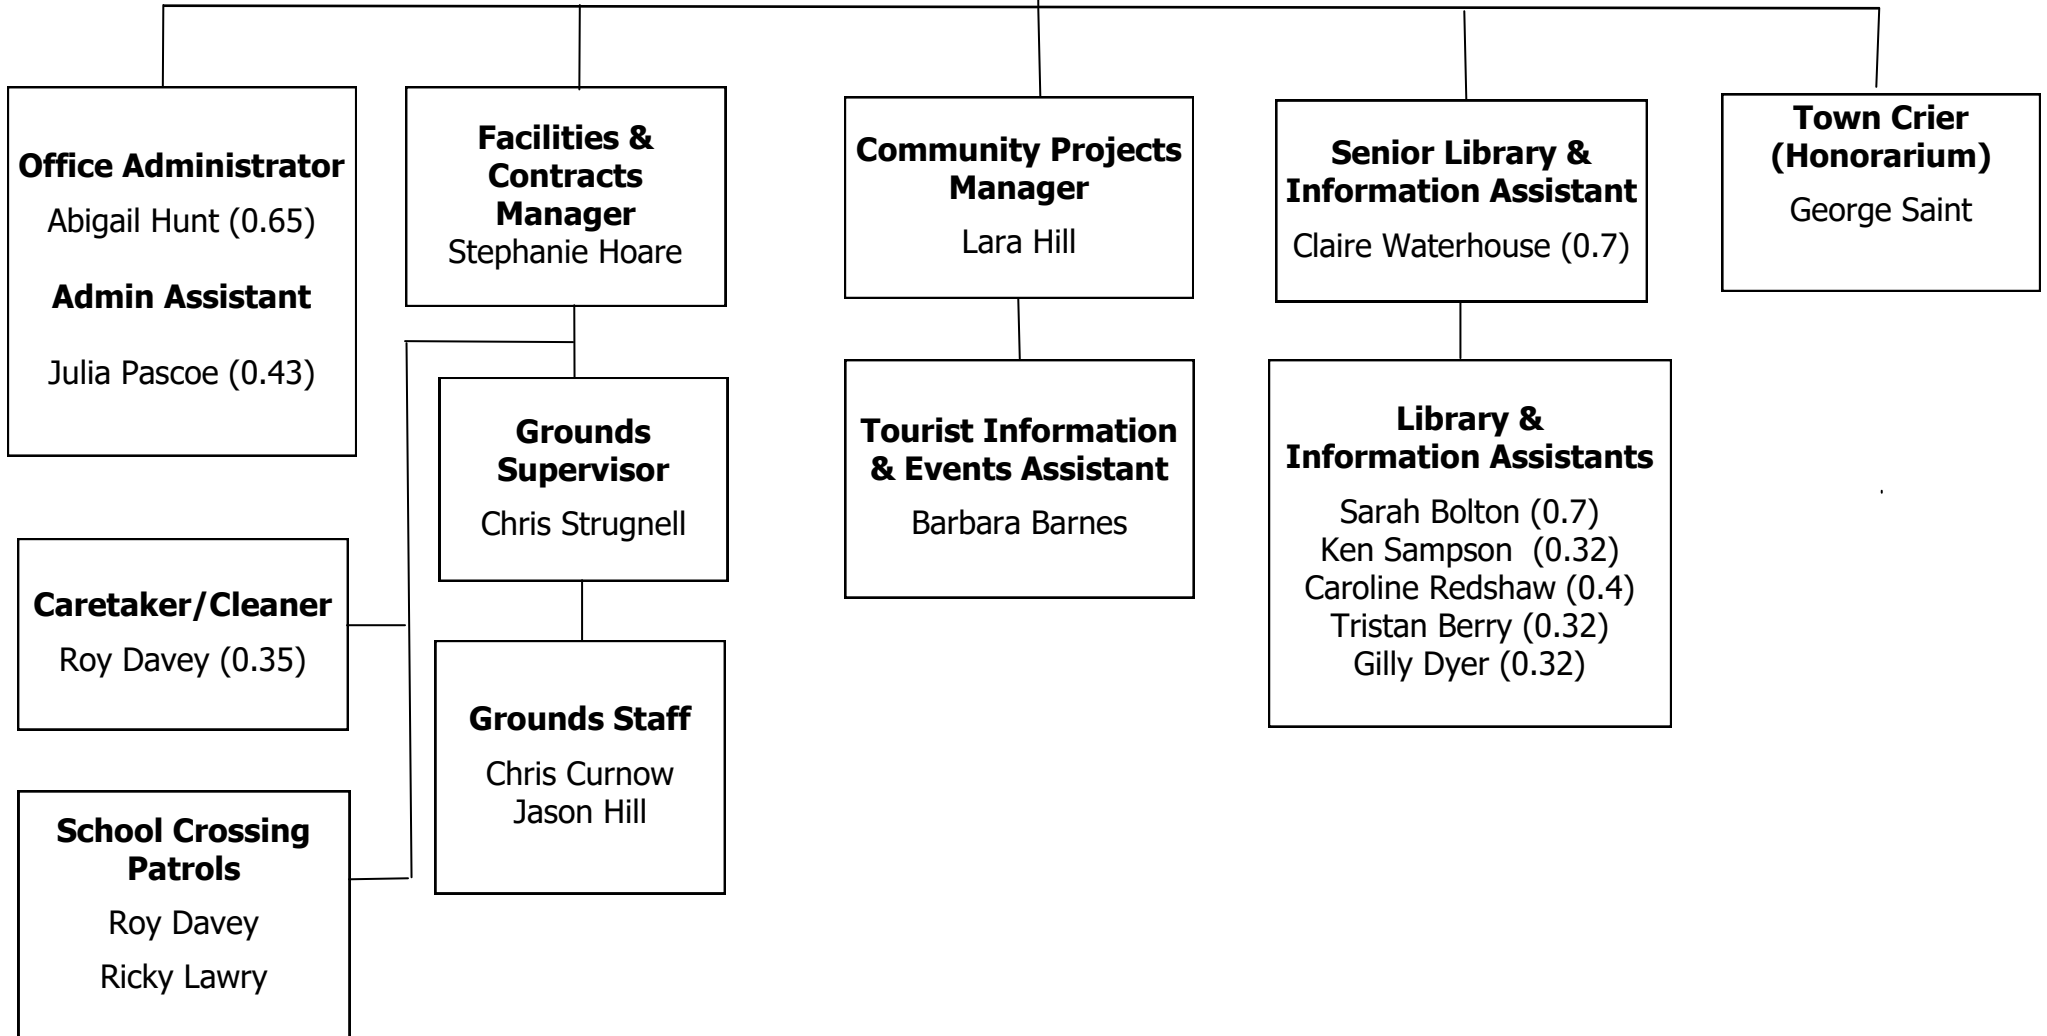 Office Administrator
Abigail Hunt (0.65)
Admin Assistant
Julia Pascoe (0.43)
Facilities &
Contracts
Manager
Stephanie Hoare
Community Projects
Manager
Lara Hill
Senior Library &
Information Assistant
Claire Waterhouse (0.7)
Town Crier
(Honorarium)
George Saint
Grounds
Supervisor
Chris Strugnell
Tourist Information
& Events Assistant
Barbara Barnes
Library &
Information Assistants
Sarah Bolton (0.7)
Ken Sampson (0.32)
Caroline Redshaw (0.4)
Tristan Berry (0.32)
Gilly Dyer (0.32)
Caretaker/Cleaner
Roy Davey (0.35)
Grounds Staff
Chris Curnow
Jason Hill
School Crossing
Patrols
Roy Davey
Ricky Lawry